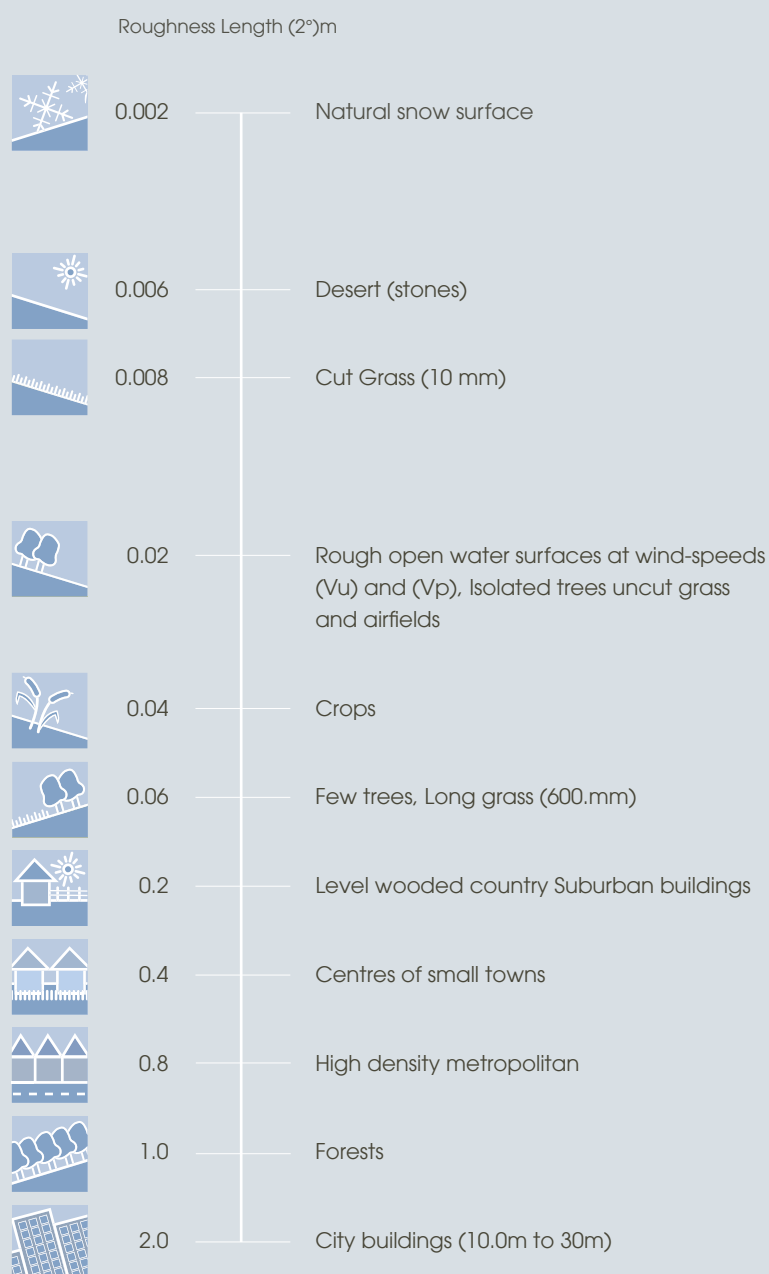 Roughness Length (2°)m
0.002 Natural snow surface
0.006 Desert (stones)
0.008 Cut Grass (10 mm)
0.02 Rough open water surfaces at wind-speeds
(Vu) and (Vp), Isolated trees uncut grass
and airfields
0.04 Crops
0.06 Few trees, Long grass (600.mm)
0.2 Level wooded country Suburban buildings
0.4 Centres of small towns
0.8 High density metropolitan
1.0 Forests
2.0 City buildings (10.0m to 30m)